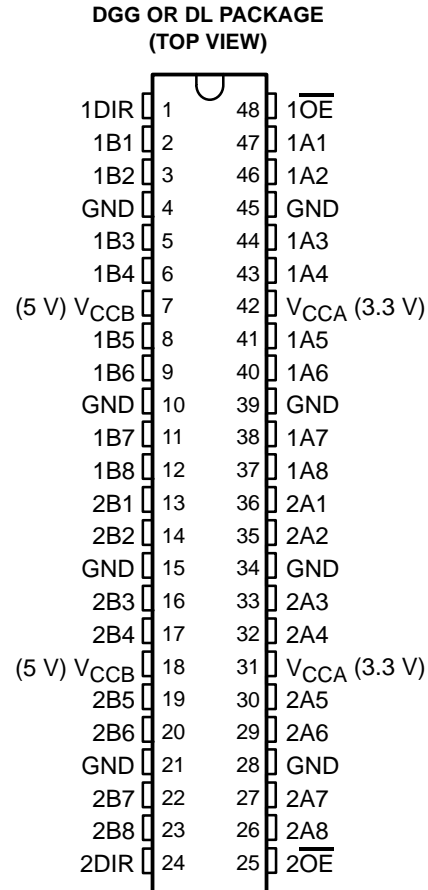 DGG OR DL PACKAGE
(TOP VIEW)
1DIR 1 48 1O̅E̅
1B1 2 47 1A1
1B2 3 46 1A2
GND 4 45 GND
1B3 5 44 1A3
1B4 6 43 1A4
(5 V) VCCB 7 42 VCCA (3.3 V)
1B5 8 41 1A5
1B6 9 40 1A6
GND 10 39 GND
1B7 11 38 1A7
1B8 12 37 1A8
2B1 13 36 2A1
2B2 14 35 2A2
GND 15 34 GND
2B3 16 33 2A3
2B4 17 32 2A4
(5 V) VCCB 18 31 VCCA (3.3 V)
2B5 19 30 2A5
2B6 20 29 2A6
GND 21 28 GND
2B7 22 27 2A7
2B8 23 26 2A8
2DIR 24 25 2O̅E̅